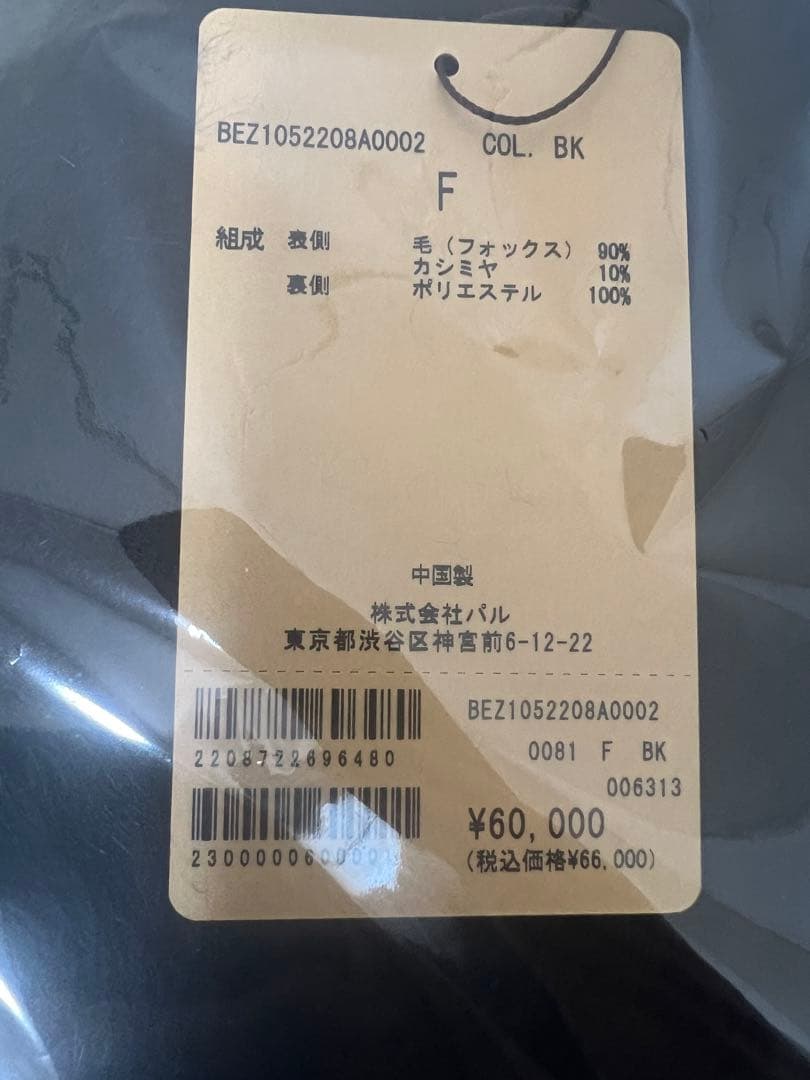 BEZ1052208A0002 COL. BK
F
組成 表側 毛（フォックス） 90%
カシミヤ 10%
裏側 ポリエステル 100%
中国製
株式会社パル
東京都渋谷区神宮前6-12-22
BEZ1052208A0002
2208722696480
0081 F BK
006313
¥60,000
(税込価格¥66,000)